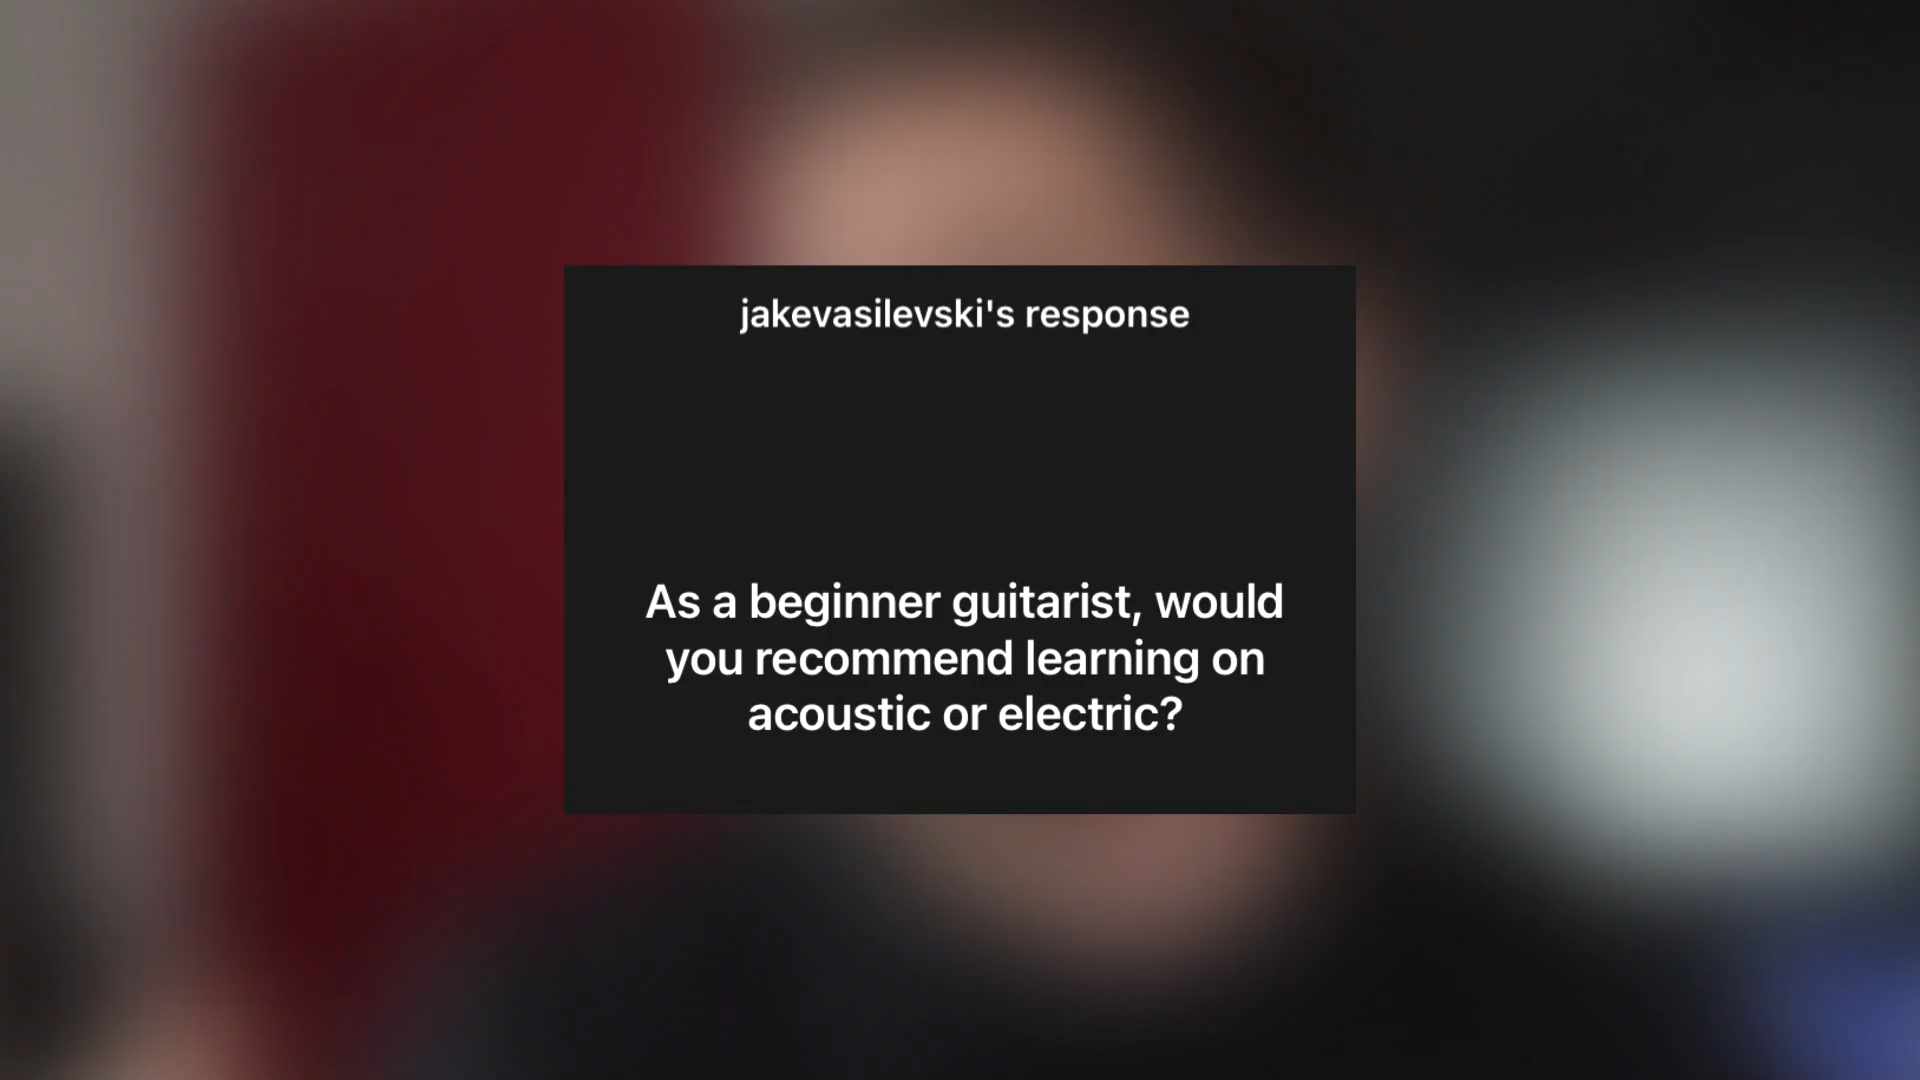 jakevasilevski's response
As a beginner guitarist, would
you recommend learning on
acoustic or electric?